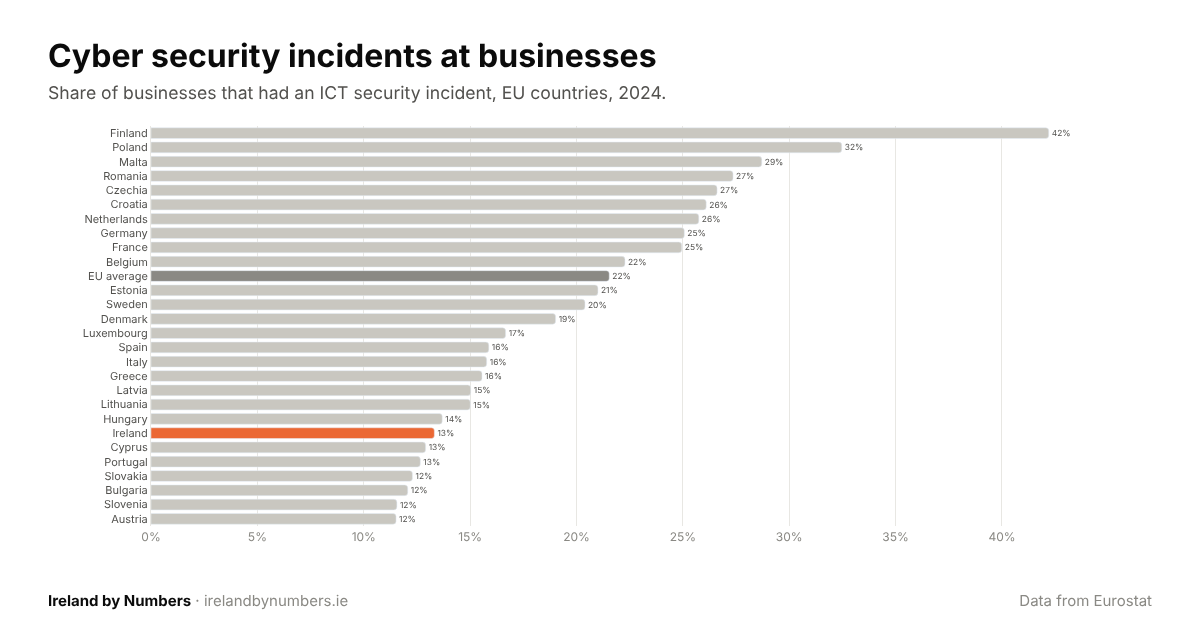 Cyber security incidents at businesses
Share of businesses that had an ICT security incident, EU countries, 2024.
Finland 42%
Poland 32%
Malta 29%
Romania 27%
Czechia 27%
Croatia 26%
Netherlands 26%
Germany 25%
France 25%
Belgium 22%
EU average 22%
Estonia 21%
Sweden 20%
Denmark 19%
Luxembourg 17%
Spain 16%
Italy 16%
Greece 16%
Latvia 15%
Lithuania 15%
Hungary 14%
Ireland 13%
Cyprus 13%
Portugal 13%
Slovakia 12%
Bulgaria 12%
Slovenia 12%
Austria 12%
0% 5% 10% 15% 20% 25% 30% 35% 40%
Ireland by Numbers · irelandbynumbers.ie Data from Eurostat